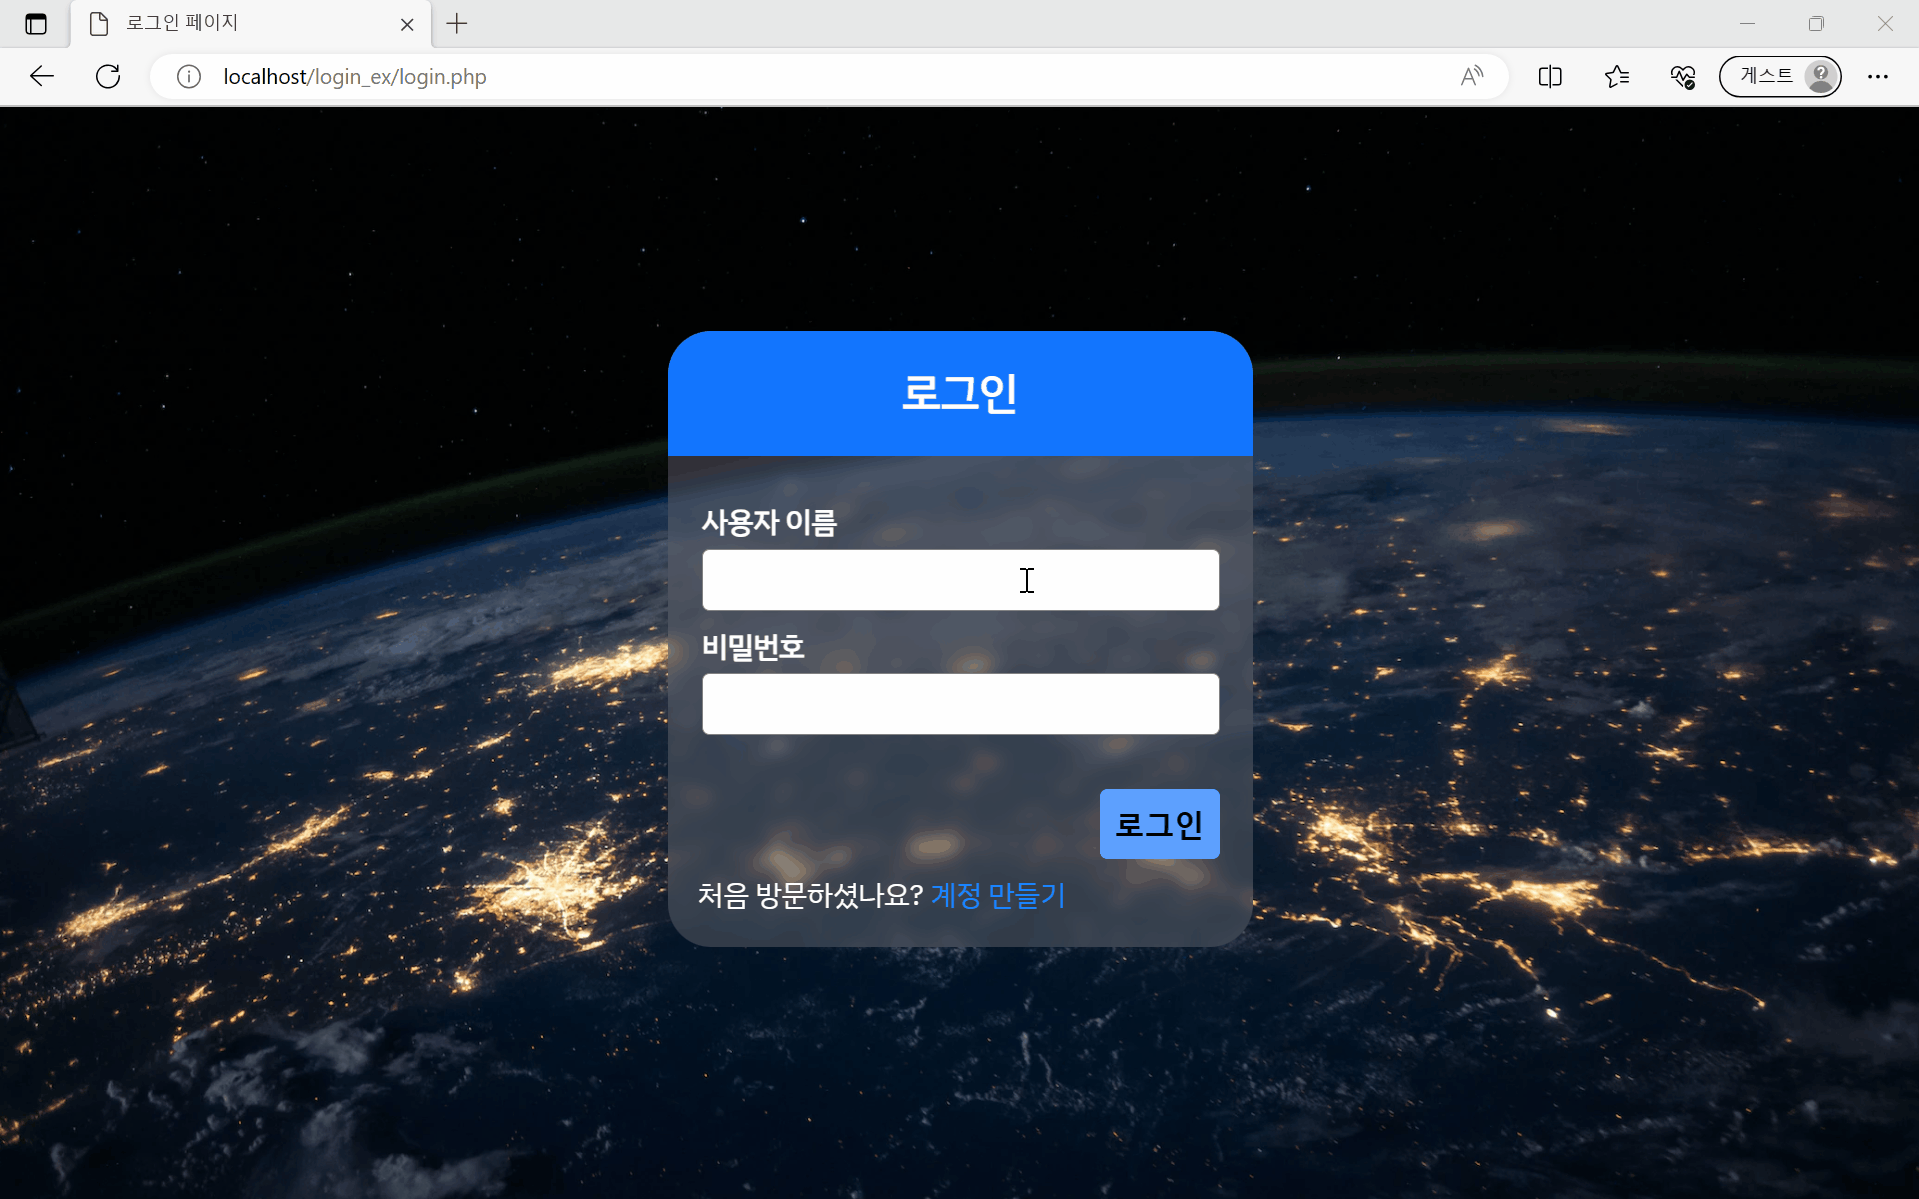 로그인 페이지
localhost/login_ex/login.php
게스트
로그인
사용자 이름
비밀번호
로그인
처음 방문하셨나요? 계정 만들기